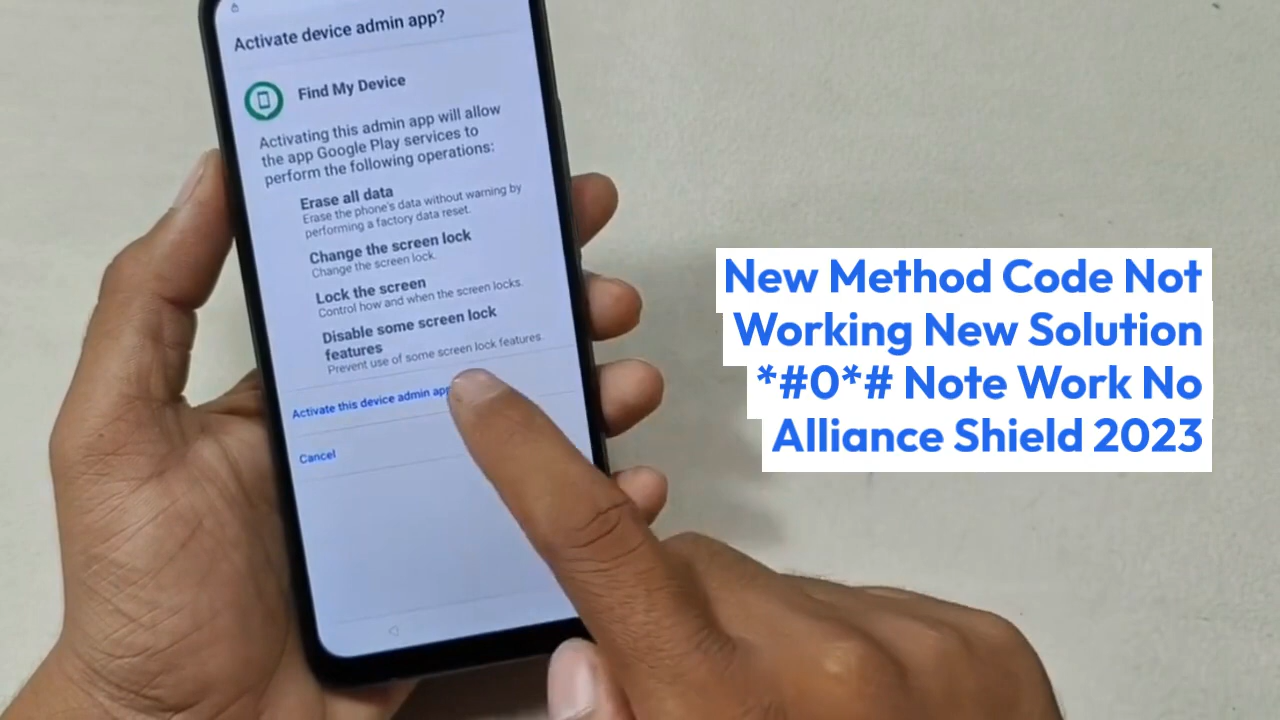 Activate device admin app?
Find My Device
Activating this admin app will allow
the app Google Play services to
perform the following operations:
Erase all data
Erase the phone's data without warning by
performing a factory data reset.
Change the screen lock
Change the screen lock.
Lock the screen
Control how and when the screen locks.
Disable some screen lock
features
Prevent use of some screen lock features
Activate this device admin app
Cancel
New Method Code Not
Working New Solution
*#0*# Note Work No
Alliance Shield 2023